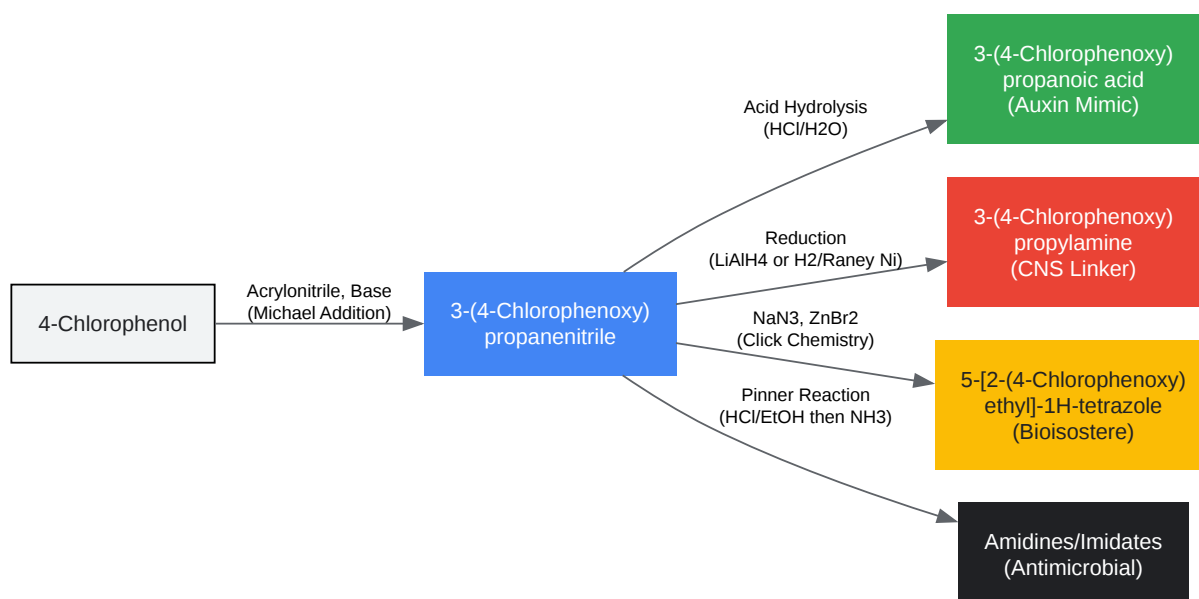 4-Chlorophenol
Acrylonitrile, Base
(Michael Addition)
3-(4-Chlorophenoxy)
propanenitrile
Acid Hydrolysis
(HCl/H2O)
3-(4-Chlorophenoxy)
propanoic acid
(Auxin Mimic)
Reduction
(LiAlH4 or H2/Raney Ni)
3-(4-Chlorophenoxy)
propylamine
(CNS Linker)
NaN3, ZnBr2
(Click Chemistry)
5-[2-(4-Chlorophenoxy)
ethyl]-1H-tetrazole
(Bioisostere)
Pinner Reaction
(HCl/EtOH then NH3)
Amidines/Imidates
(Antimicrobial)